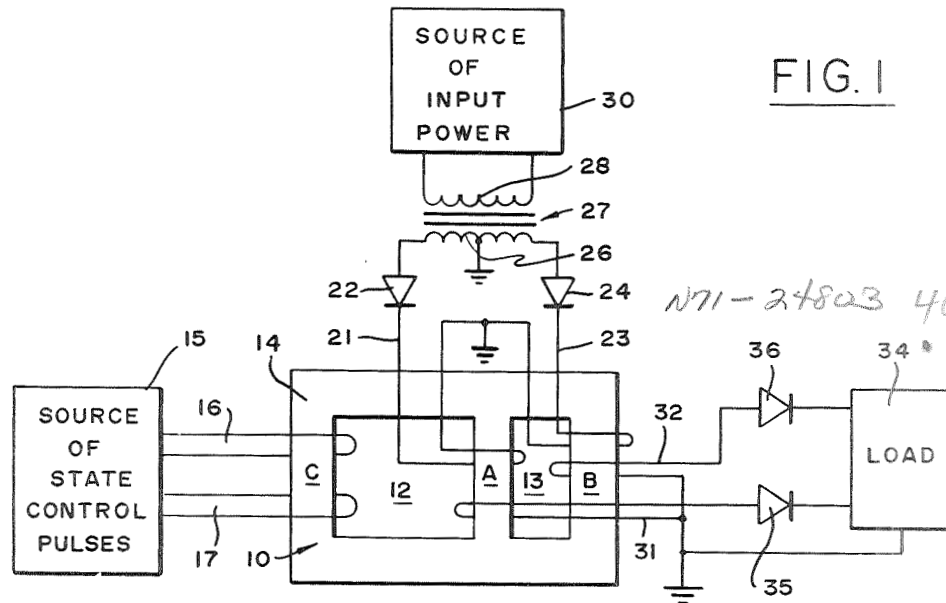 SOURCE
OF
INPUT
POWER
30
FIG. 1
28
27
26
22
24
N71-24803
21
23
15
14
36
34
SOURCE
OF
STATE
CONTROL
PULSES
16
32
LOAD
C
12
A
13
B
17
10
31
35